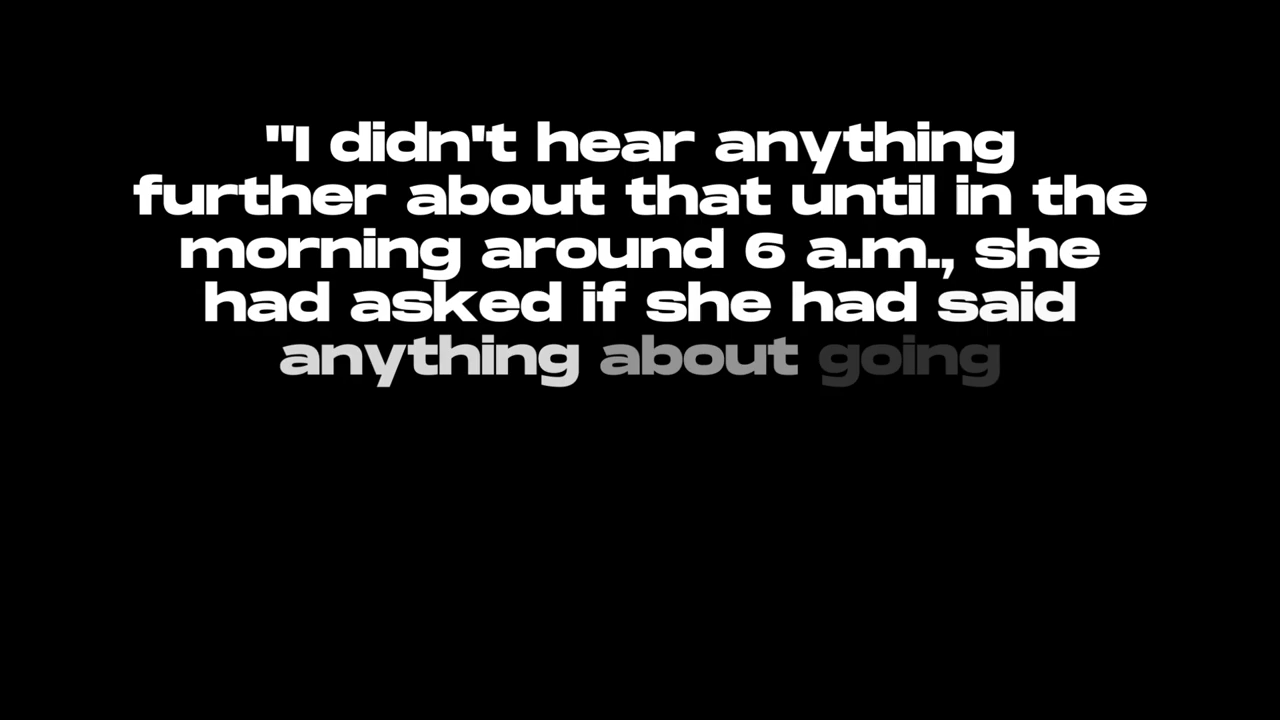 "I didn't hear anything
further about that until in the
morning around 6 a.m., she
had asked if she had said
anything about going